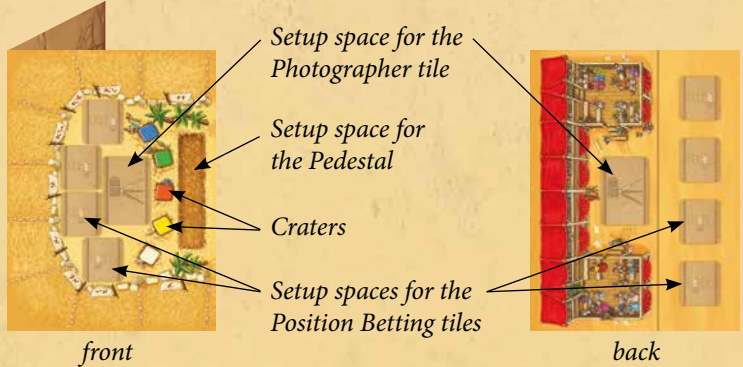 Setup space for the
Photographer tile
Setup space for
the Pedestal
Craters
Setup spaces for the
Position Betting tiles
front
back